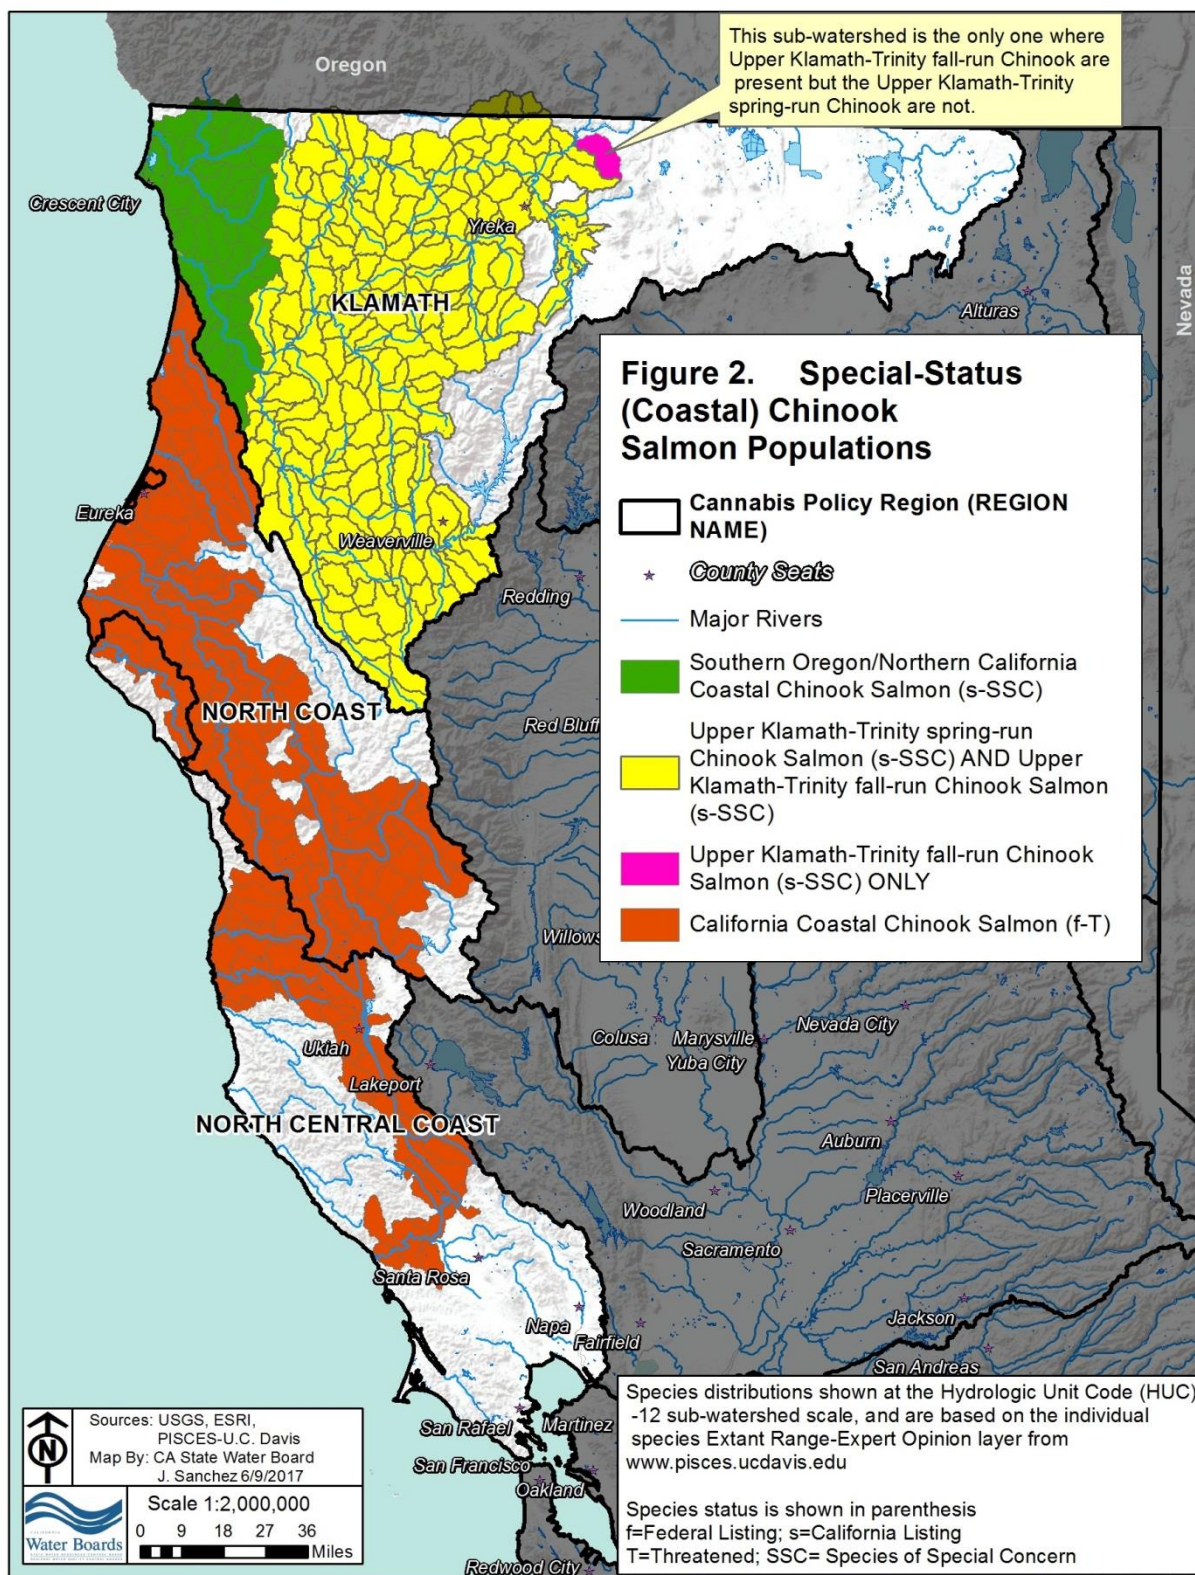 This sub-watershed is the only one where
Upper Klamath-Trinity fall-run Chinook are
present but the Upper Klamath-Trinity
spring-run Chinook are not.
Oregon
Crescent City
Yreka
KLAMATH
Alturas
Nevada
Figure 2. Special-Status
(Coastal) Chinook
Salmon Populations
Cannabis Policy Region (REGION
NAME)
County Seats
Major Rivers
Southern Oregon/Northern California
Coastal Chinook Salmon (s-SSC)
Upper Klamath-Trinity spring-run
Chinook Salmon (s-SSC) AND Upper
Klamath-Trinity fall-run Chinook Salmon
(s-SSC)
Upper Klamath-Trinity fall-run Chinook
Salmon (s-SSC) ONLY
California Coastal Chinook Salmon (f-T)
Eureka
Weaverville
Redding
NORTH COAST
Red Bluff
Willows
Colusa
Marysville
Nevada City
Yuba City
Ukiah
Lakeport
NORTH CENTRAL COAST
Auburn
Placerville
Woodland
Sacramento
Santa Rosa
Napa
Fairfield
Jackson
San Andreas
San Rafael
Martinez
San Francisco
Oakland
Redwood City
Species distributions shown at the Hydrologic Unit Code (HUC)
-12 sub-watershed scale, and are based on the individual
species Extant Range-Expert Opinion layer from
www.pisces.ucdavis.edu
Species status is shown in parenthesis
f=Federal Listing; s=California Listing
T=Threatened; SSC= Species of Special Concern
N
Sources: USGS, ESRI,
PISCES-U.C. Davis
Map By: CA State Water Board
J. Sanchez 6/9/2017
CALIFORNIA
Water Boards
Scale 1:2,000,000
0 9 18 27 36
Miles